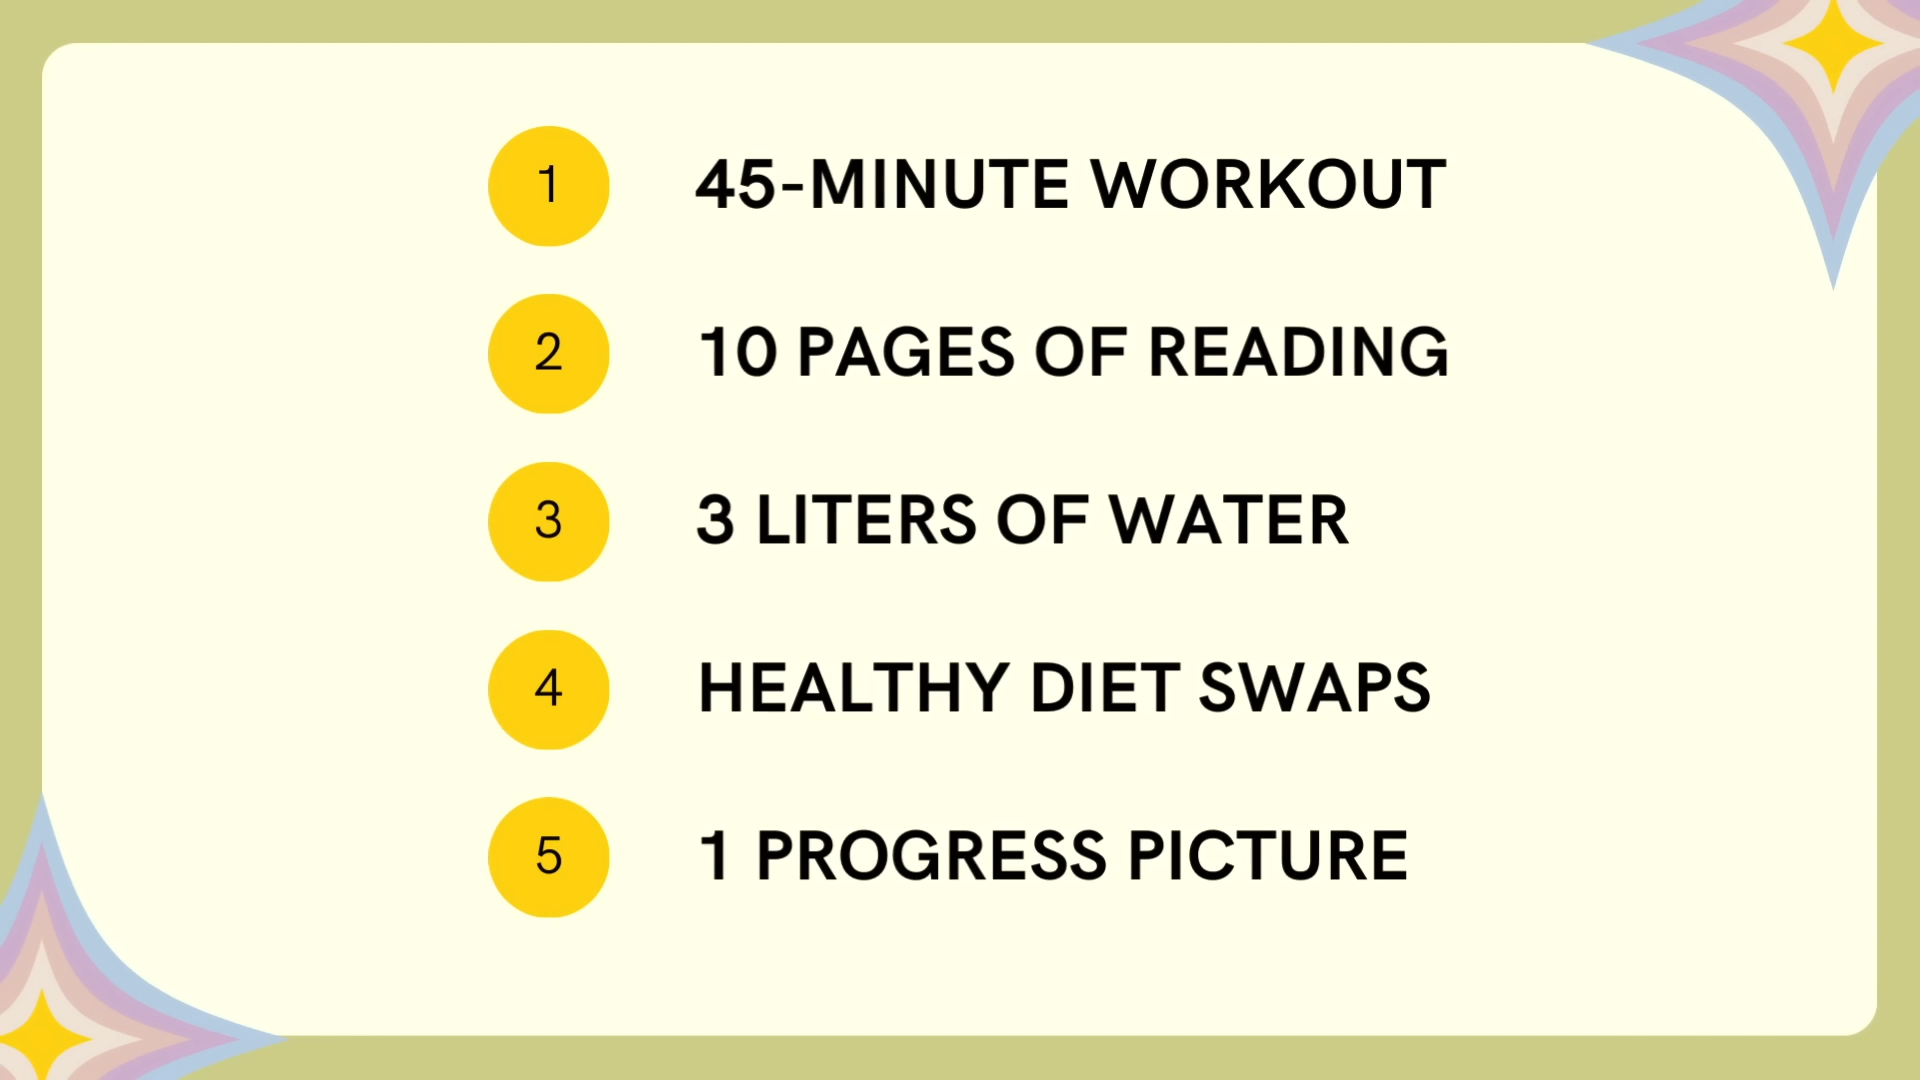 1 45-MINUTE WORKOUT
2 10 PAGES OF READING
3 3 LITERS OF WATER
4 HEALTHY DIET SWAPS
5 1 PROGRESS PICTURE